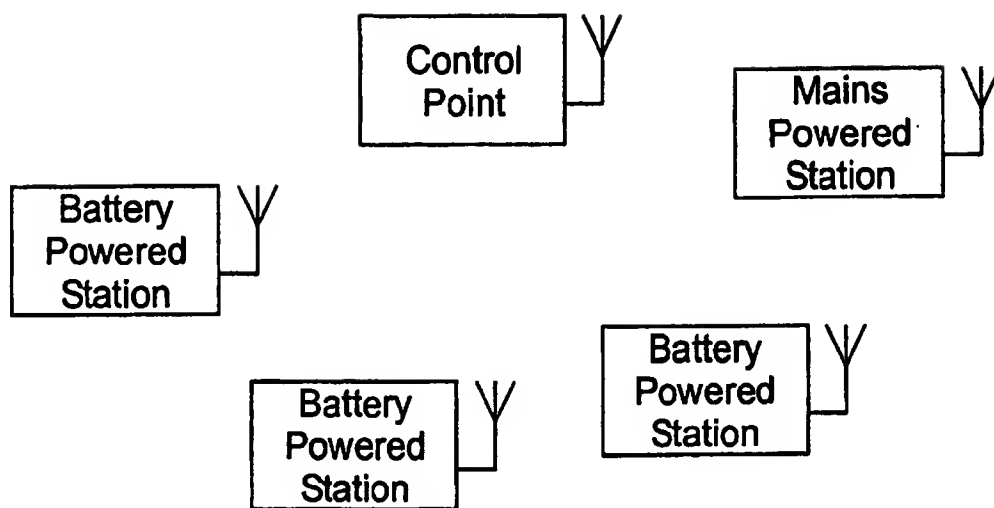 Control
Point
Mains
Powered
Station
Battery
Powered
Station
Battery
Powered
Station
Battery
Powered
Station